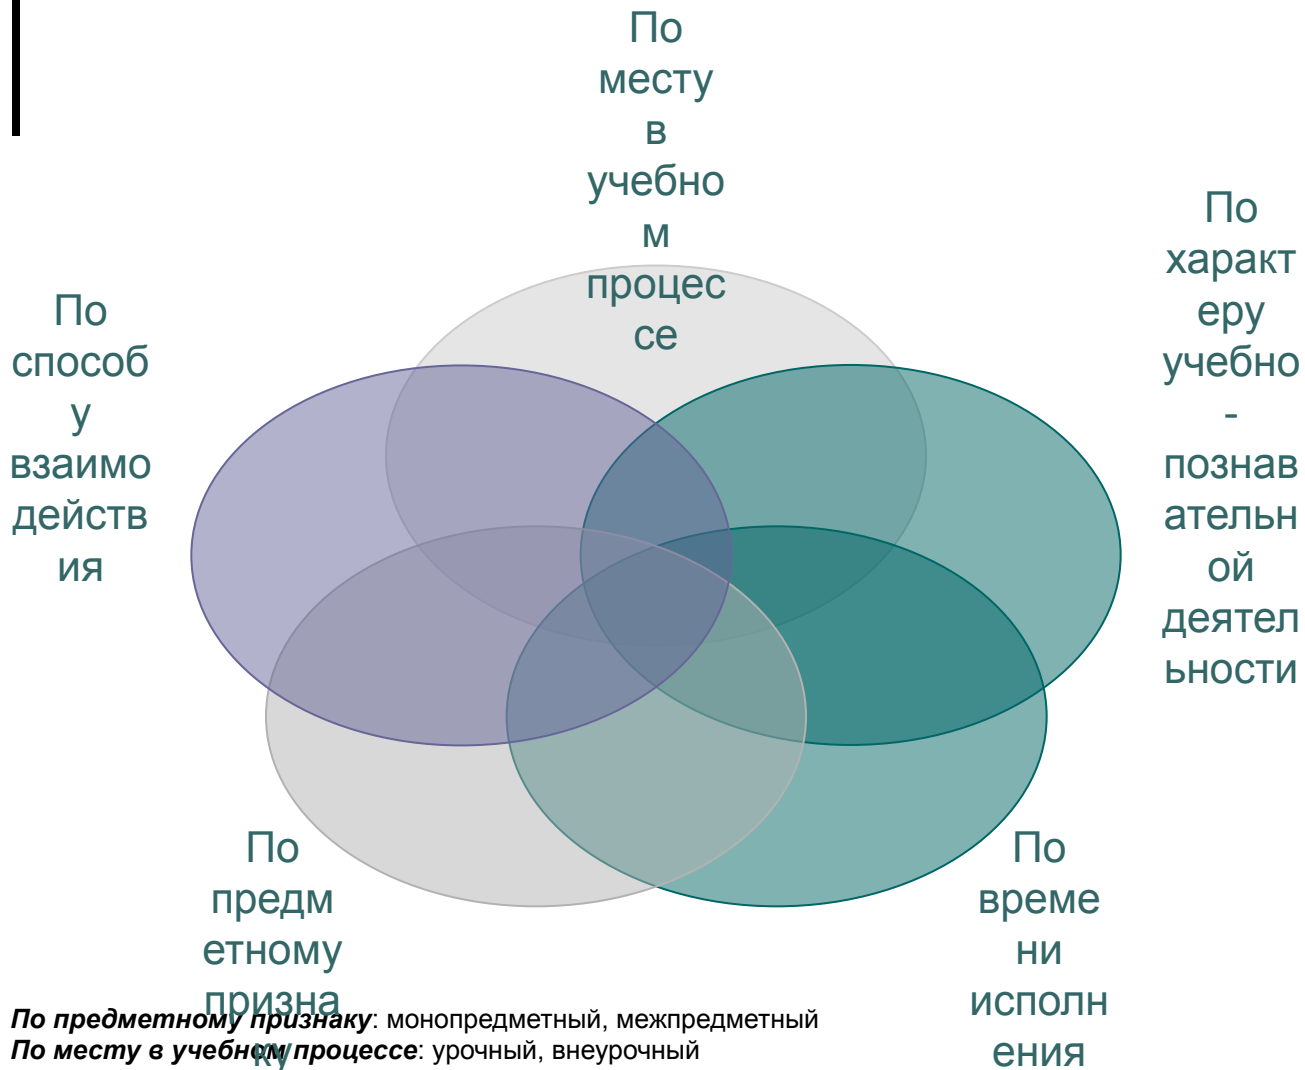 По
месту
в
учебно
м
процес
се
По
характ
еру
учебно
-
познав
ательн
ой
деятел
ьности
По
способ
у
взаимо
действ
ия
По
предм
етному
призна
ку
По
време
ни
исполн
ения
По предметному признаку: монопредметный, межпредметный
По месту в учебном процессе: урочный, внеурочный